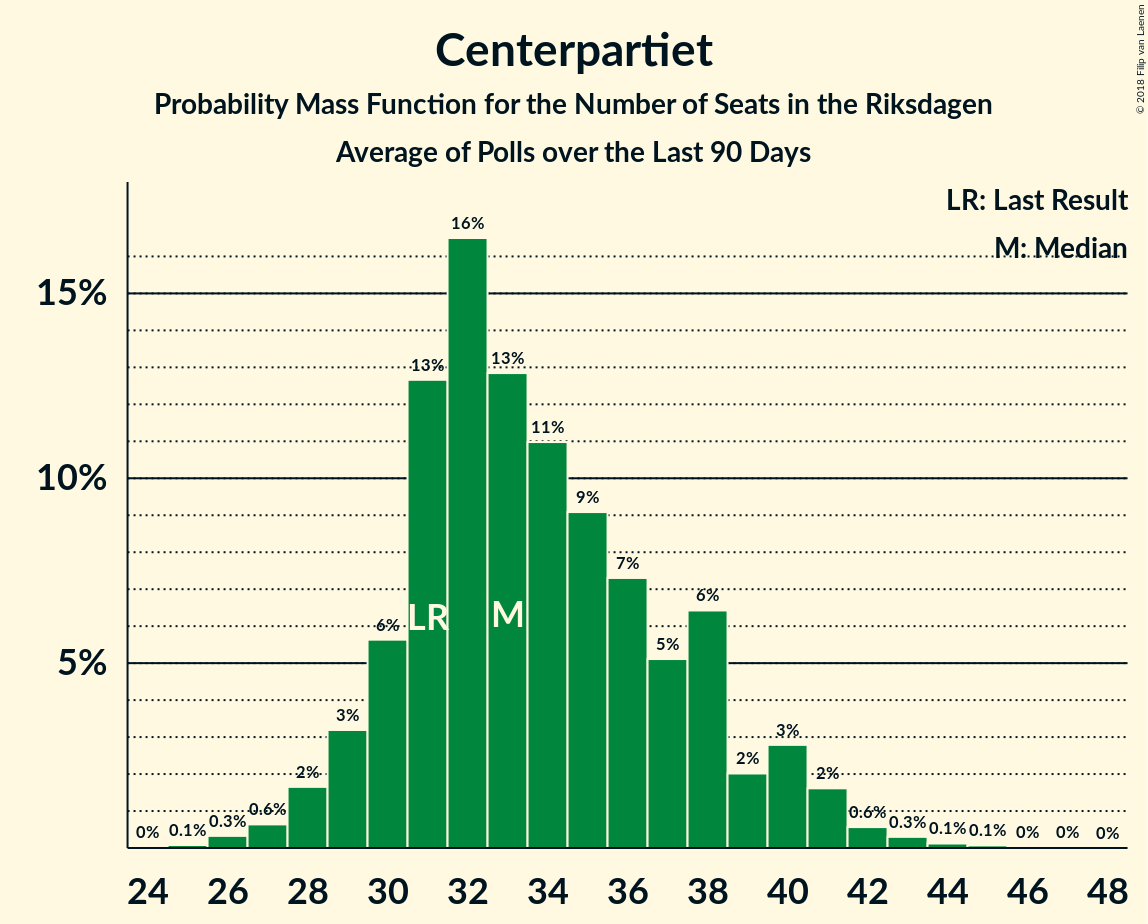 Centerpartiet
Probability Mass Function for the Number of Seats in the Riksdagen
Average of Polls over the Last 90 Days
© 2018 Filip van Laenen
LR: Last Result
M: Median
15%
10%
5%
0% 0.1% 0.3% 0.6% 2% 3% 6% 13% 16% 13% 11% 9% 7% 5% 6% 2% 3% 2% 0.6% 0.3% 0.1% 0.1% 0% 0% 0%
LR M
24 26 28 30 32 34 36 38 40 42 44 46 48